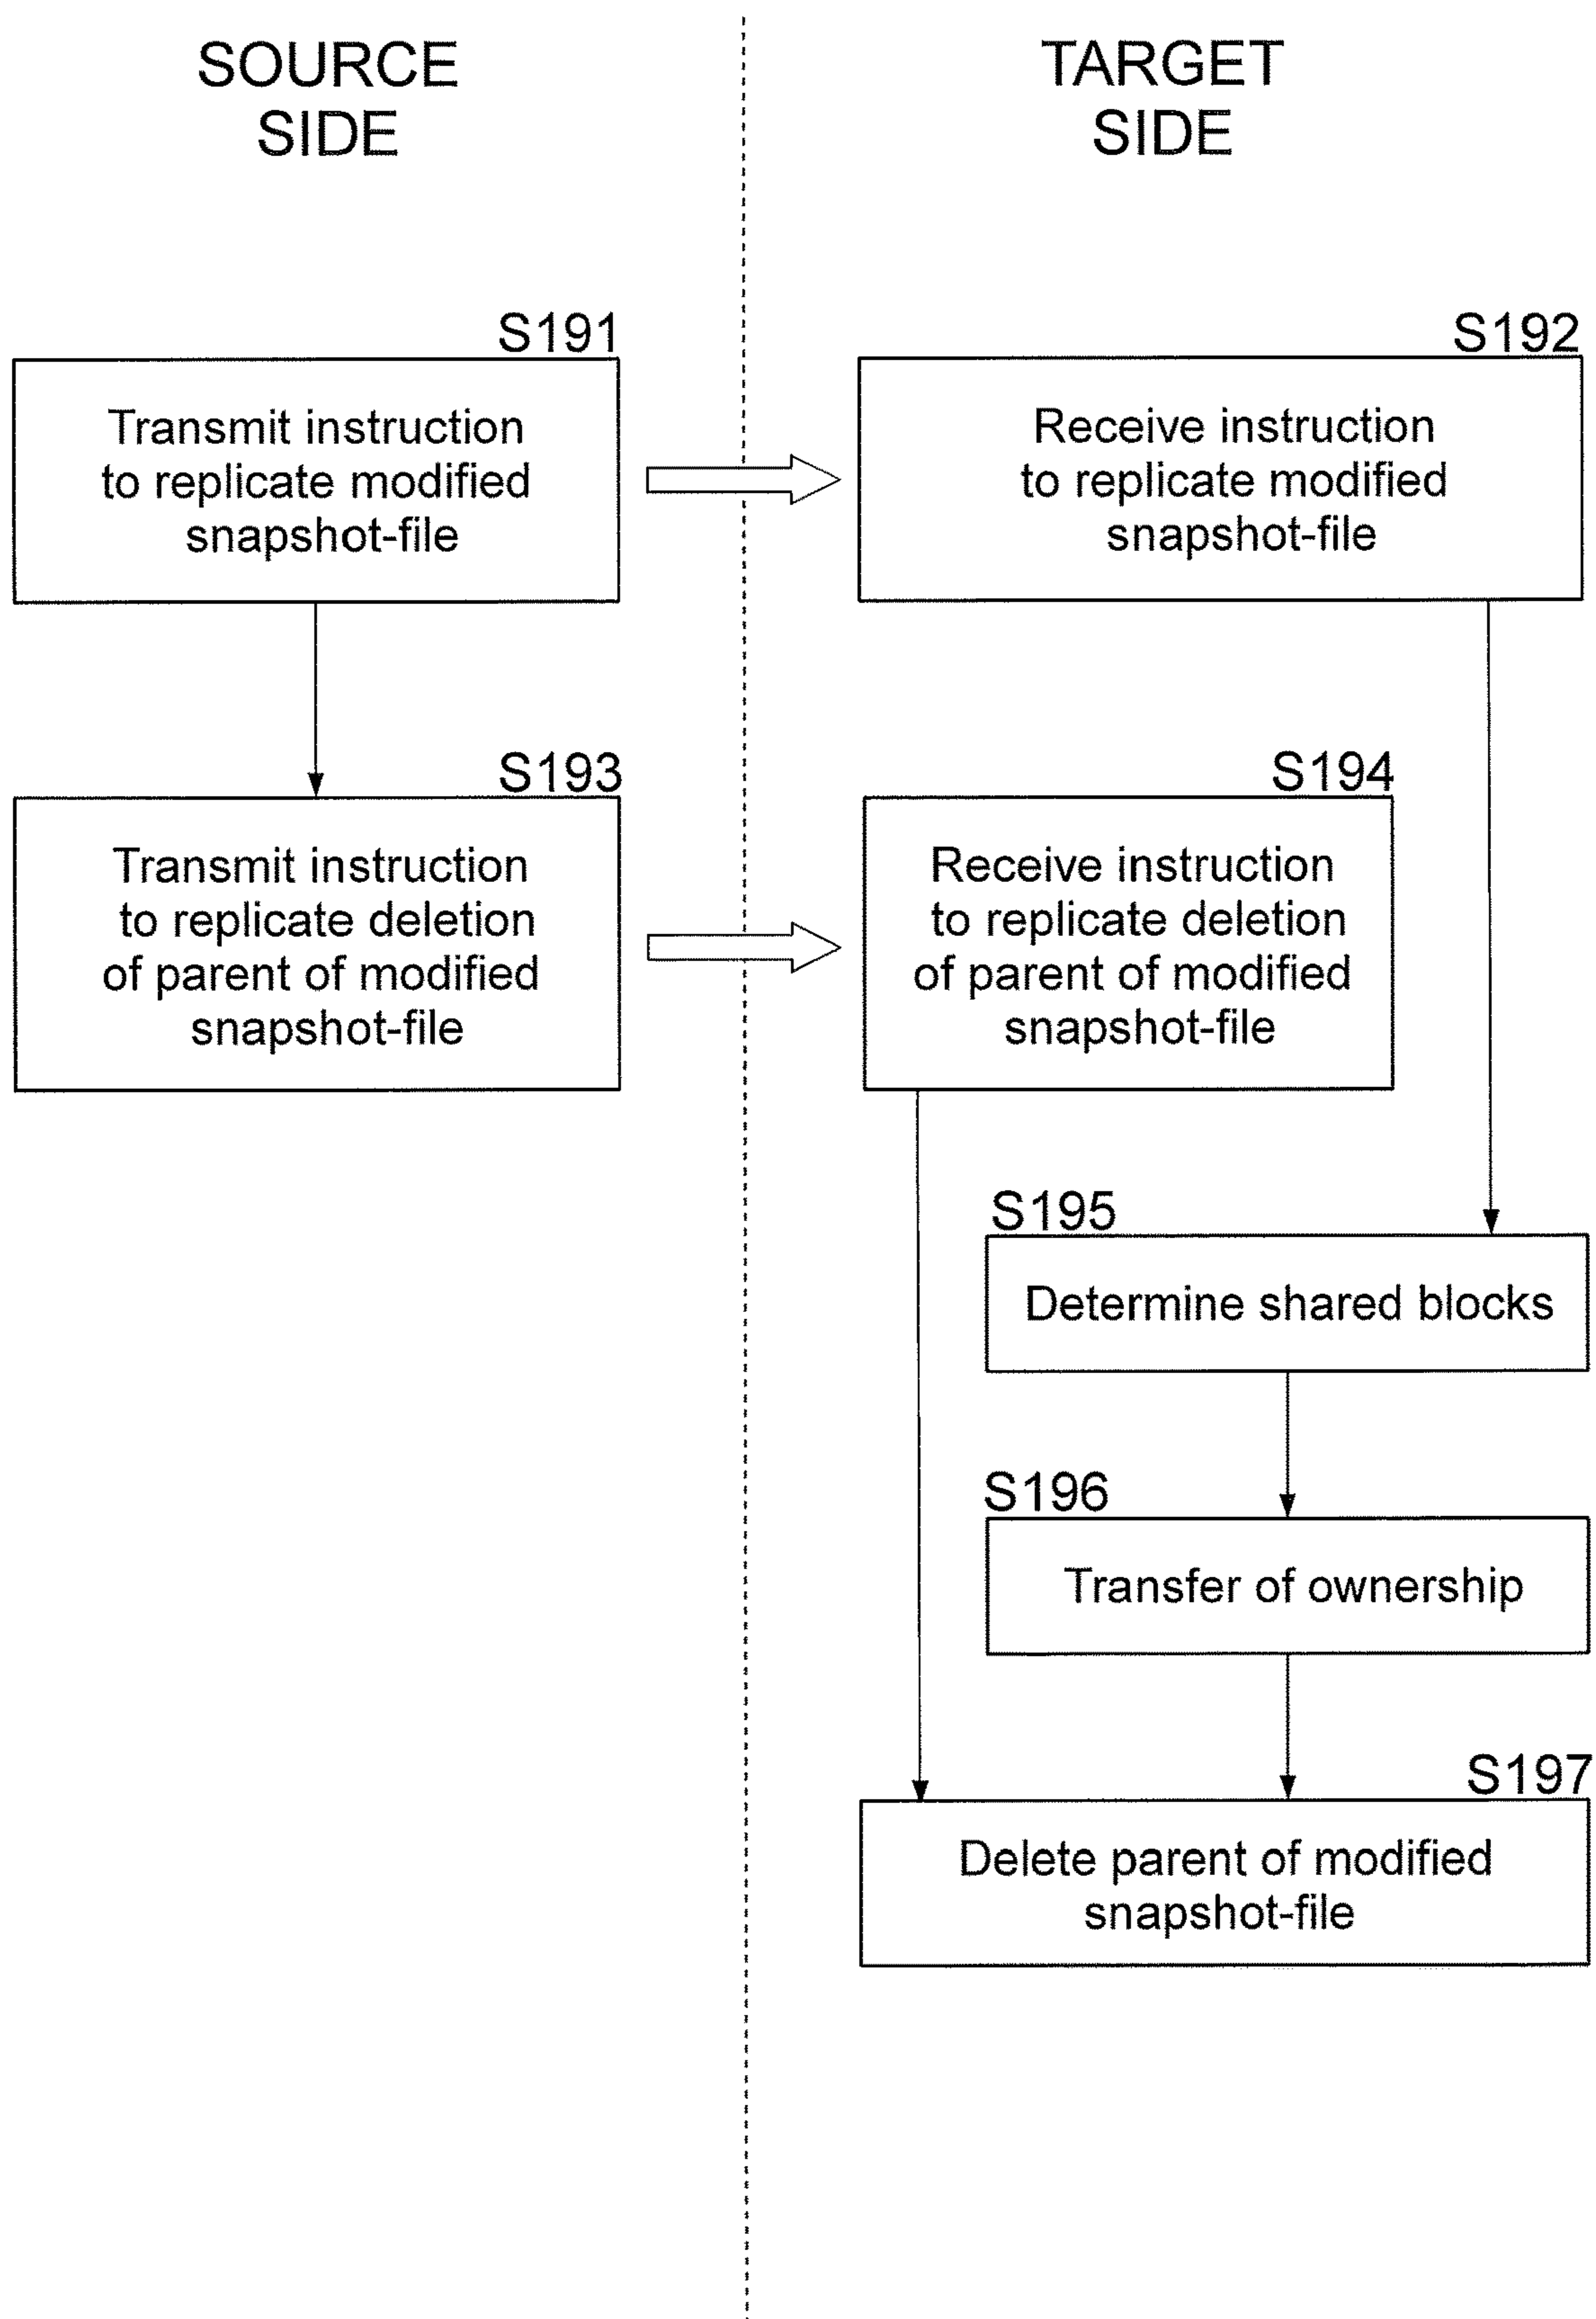 SOURCE
SIDE
TARGET
SIDE
S191
Transmit instruction
to replicate modified
snapshot-file
S192
Receive instruction
to replicate modified
snapshot-file
S193
Transmit instruction
to replicate deletion
of parent of modified
snapshot-file
S194
Receive instruction
to replicate deletion
of parent of modified
snapshot-file
S195
Determine shared blocks
S196
Transfer of ownership
S197
Delete parent of modified
snapshot-file